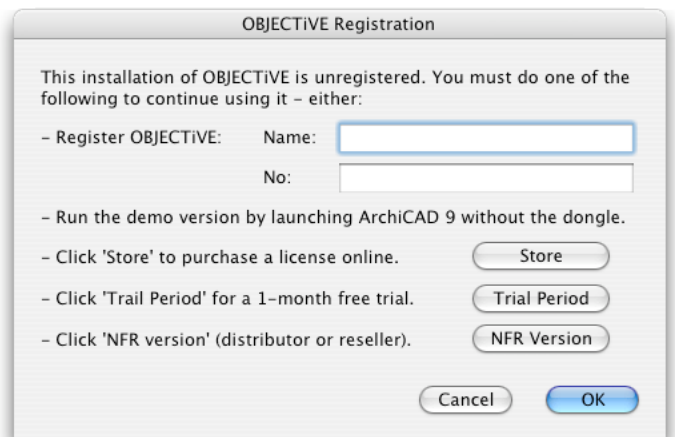 OBJECTiVE Registration
This installation of OBJECTiVE is unregistered. You must do one of the
following to continue using it – either:
– Register OBJECTiVE: Name:
No:
– Run the demo version by launching ArchiCAD 9 without the dongle.
– Click 'Store' to purchase a license online. Store
– Click 'Trail Period' for a 1-month free trial. Trial Period
– Click 'NFR version' (distributor or reseller). NFR Version
Cancel OK